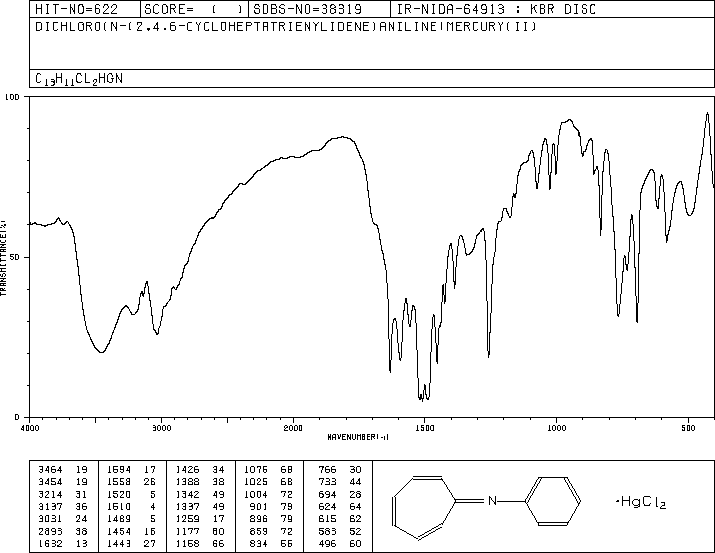 HIT-NO=622 SCORE= ( ) SDBS-NO=38319 IR-NIDA-64913 : KBR DISC
DICHLORO(N-(2,4,6-CYCLOHEPTATRIENYLIDENE)ANILINE)MERCURY(II)
C13H11CL2HGN
100
50
0
TRANSMITTANCE(%)
4000 3000 2000 1500 1000 500
WAVENUMBER(-1)
3464 19 1594 17 1426 34 1076 68 766 30
3454 19 1558 26 1388 38 1025 68 733 44
3214 31 1520 5 1342 49 1004 72 694 28
3137 36 1510 4 1337 49 901 79 624 64
3031 24 1489 5 1259 17 896 79 615 62
2893 38 1454 16 1177 60 859 72 583 52
1632 13 1443 27 1158 66 834 55 496 60
N
·HgCl2